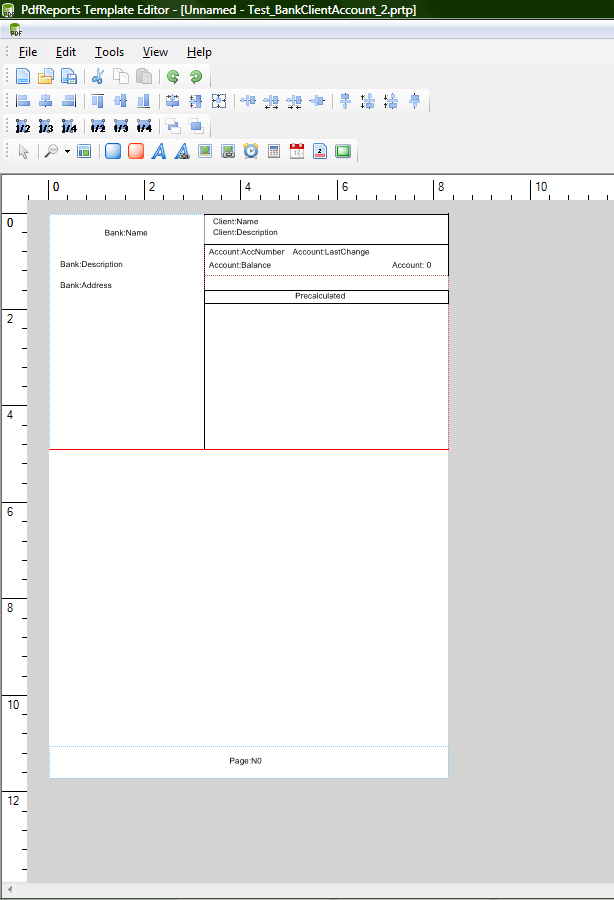 PdfReports Template Editor - [Unnamed - Test_BankClientAccount_2.prtp]
PDF
File Edit Tools View Help
1/2 1/3 1/4 1/2 1/3 1/4
0 2 4 6 8 10
0
Client:Name
Bank:Name
Client:Description
Account:AccNumber Account:LastChange
Bank:Description
Account:Balance
Account: 0
Bank:Address
Precalculated
2
4
6
8
10
Page:N0
12